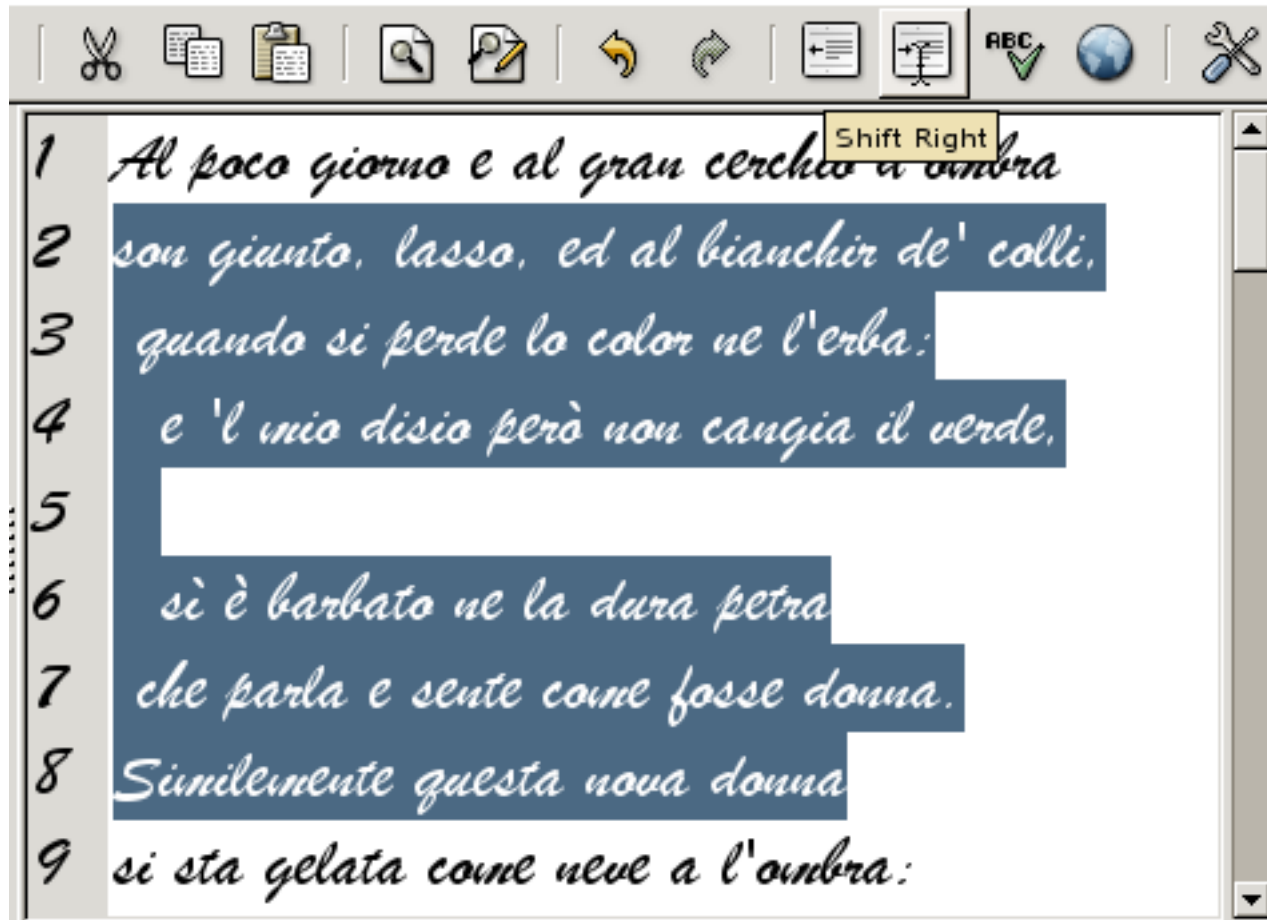 ABC
Shift Right
1 Al poco giorno e al gran cerchio d'ombra
2 son giunto, lasso, ed al bianchir de' colli,
3 quando si perde lo color ne l'erba:
4 e 'l mio disio però non cangia il verde,
5
6 sì è barbato ne la dura petra
7 che parla e sente come fosse donna.
8 Similemente questa nova donna
9 si sta gelata come neve a l'ombra: